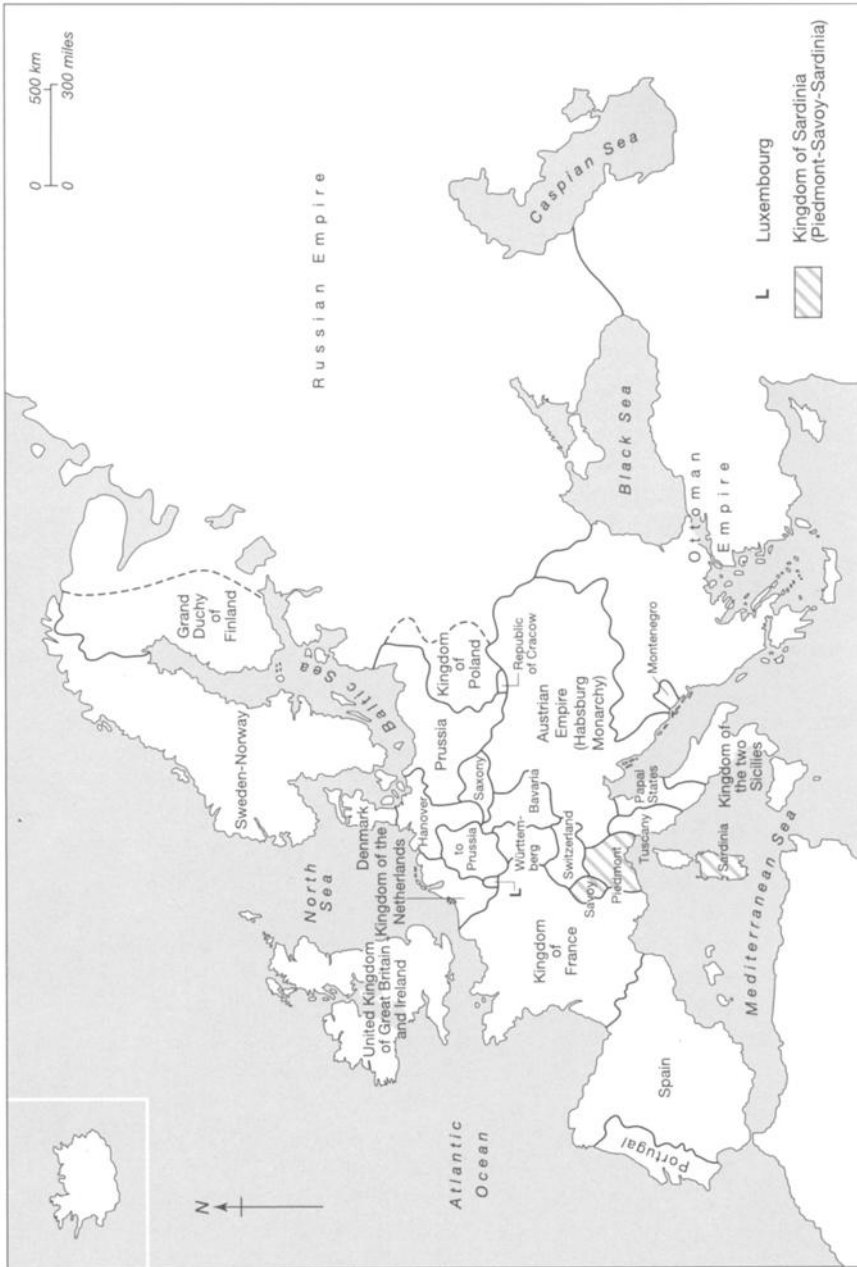 0 500 km
0 300 miles
Russian Empire
Grand
Duchy
of
Finland
Sweden-Norway
Baltic Sea
North
Sea
Denmark
Kingdom of the
Netherlands
United Kingdom
of Great Britain
and Ireland
N
Atlantic
Ocean
Hanover
Prussia
to
Prussia
Saxony
Kingdom
of
Poland
Republic
of Cracow
L
Württem-
berg
Bavaria
Austrian
Empire
(Habsburg
Monarchy)
Kingdom
of
France
Switzerland
Savoy
Piedmont
Tuscany
Papal
States
Kingdom of
the two
Sicilies
Sardinia
Montenegro
Ottoman
Empire
Black Sea
Caspian Sea
Spain
Portugal
Mediterranean Sea
L Luxembourg
Kingdom of Sardinia
(Piedmont-Savoy-Sardinia)